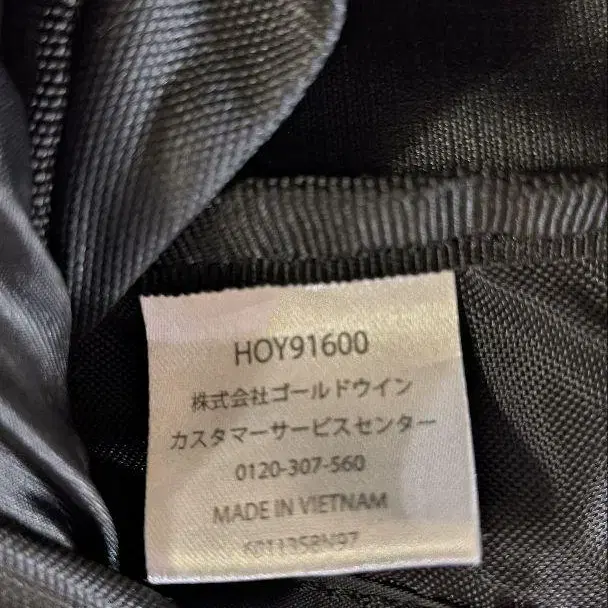 HOY91600
株式会社ゴールドウイン
カスタマーサービスセンター
0120-307-560
MADE IN VIETNAM